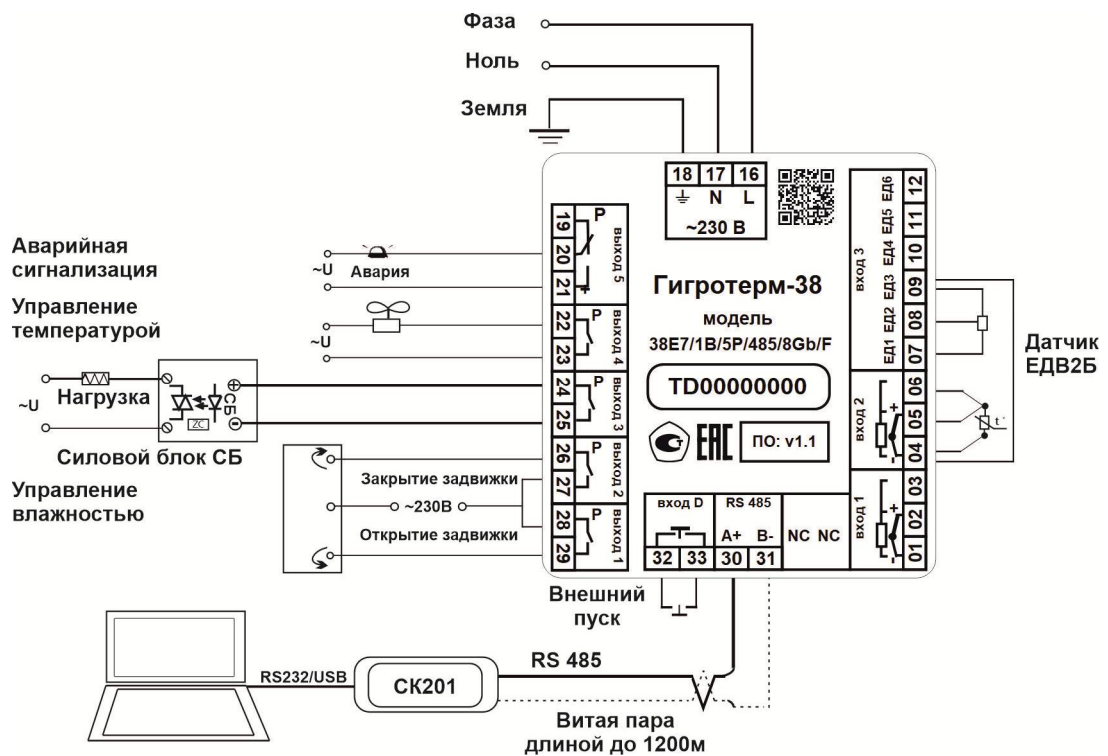 Фаза
Ноль
Земля
18 17 16
N L
~230 В
19
20
21
P
выход 5
22
23
выход 4
24
25
выход 3
26
27
P
выход 2
28
29
P
выход 1
Гигротерм-38
модель
38E7/1B/5P/485/8Gb/F
TD00000000
ЕАС
ПО: v1.1
вход D RS 485
A+ B- NC NC
32 33 30 31
12
11
10
09
08
07
ЕД6
ЕД5
ЕД4
ЕД3
ЕД2
ЕД1
вход 3
06
05
04
+
-
вход 2
03
02
01
+
-
вход 1
Датчик
ЕДВ2Б
t°
Аварийная
сигнализация
~U
Авария
Управление
температурой
~U
~U
Нагрузка
СБ
ZC
Силовой блок СБ
Управление
влажностью
Закрытие задвижки
~230В
Открытие задвижки
Внешний
пуск
RS232/USB
СК201
RS 485
Витая пара
длиной до 1200м